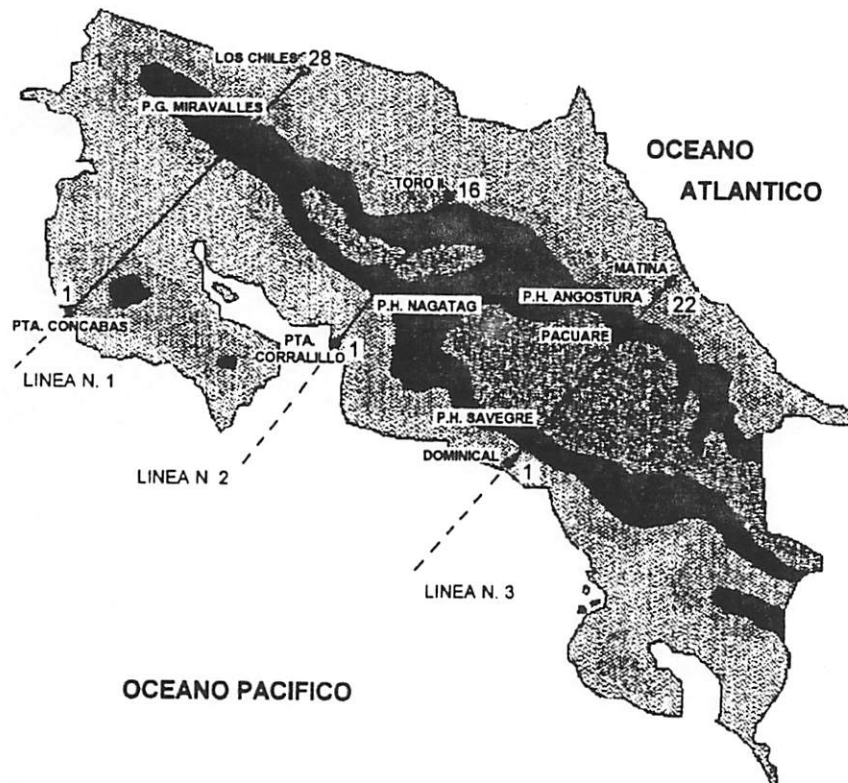 LOS CHILES 28
P.G. MIRAVALLES
OCEANO
ATLANTICO
TORO II 16
MATINA
22
P.H. NAGATAG
P.H. ANGOSTURA
1
PTA. CONCABAS
PTA.
CORRALILLO 1
PACUARE
LINEA N. 1
P.H. SAVEGRE
DOMINICAL
1
LINEA N 2
LINEA N. 3
OCEANO PACIFICO